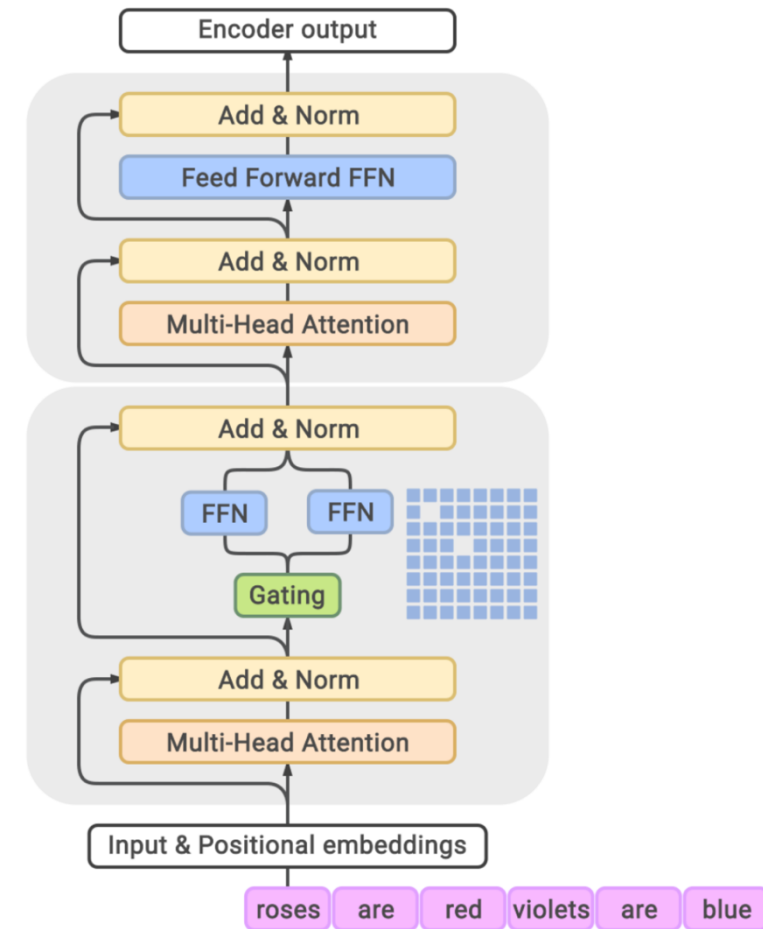 Encoder output
Add & Norm
Feed Forward FFN
Add & Norm
Multi-Head Attention
Add & Norm
FFN FFN
Gating
Add & Norm
Multi-Head Attention
Input & Positional embeddings
roses are red violets are blue